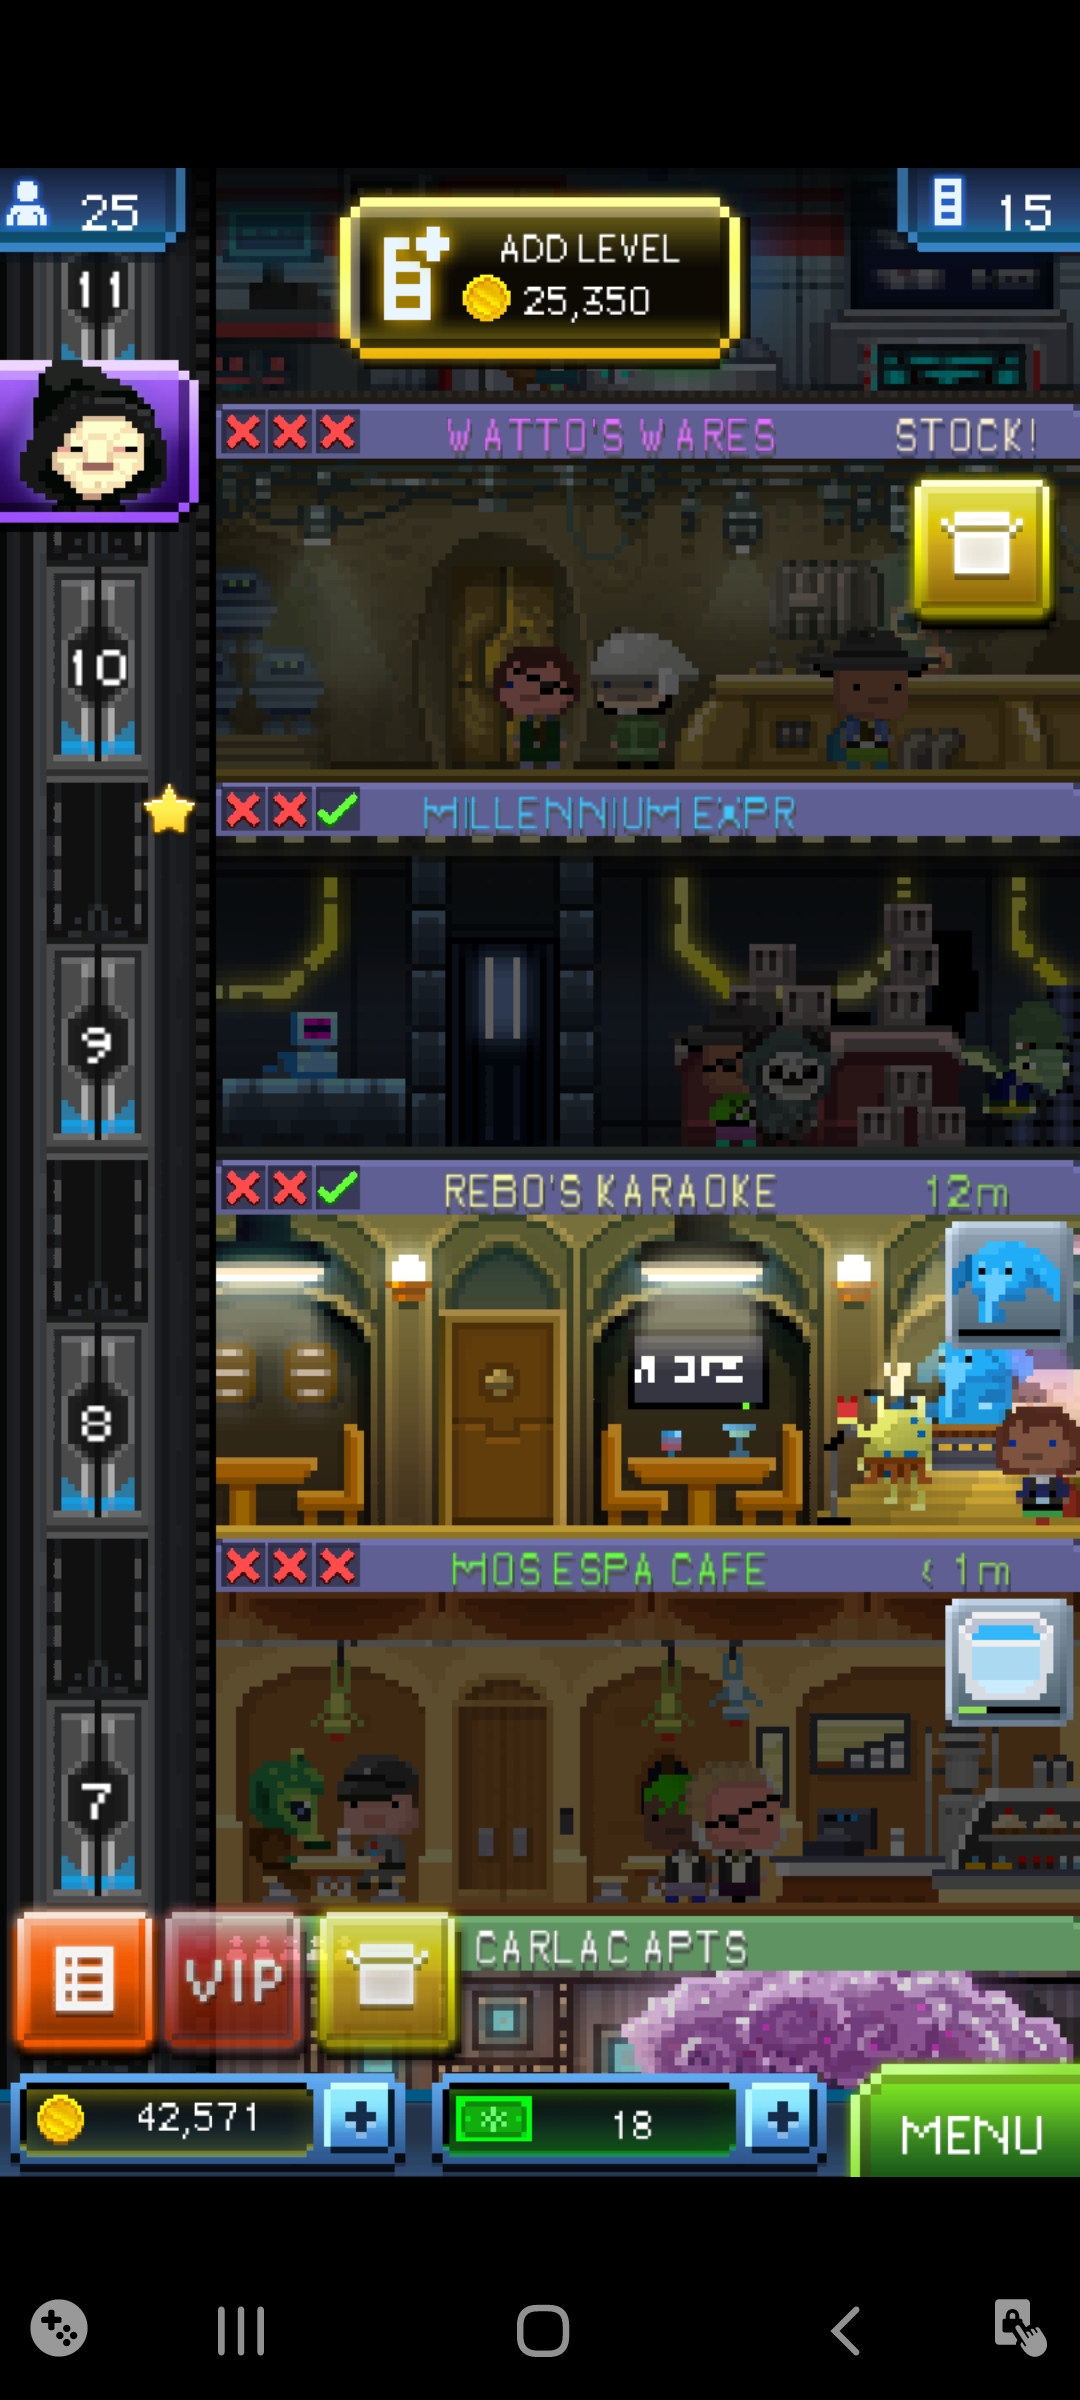 25
ADD LEVEL
25,350
15
11
WATTO'S WARES
STOCK!
10
MILLENNIUM EXPR
9
REBO'S KARAOKE
12m
8
MOS ESPA CAFE
< 1m
7
VIP
CARLAC APTS
42,571
18
MENU